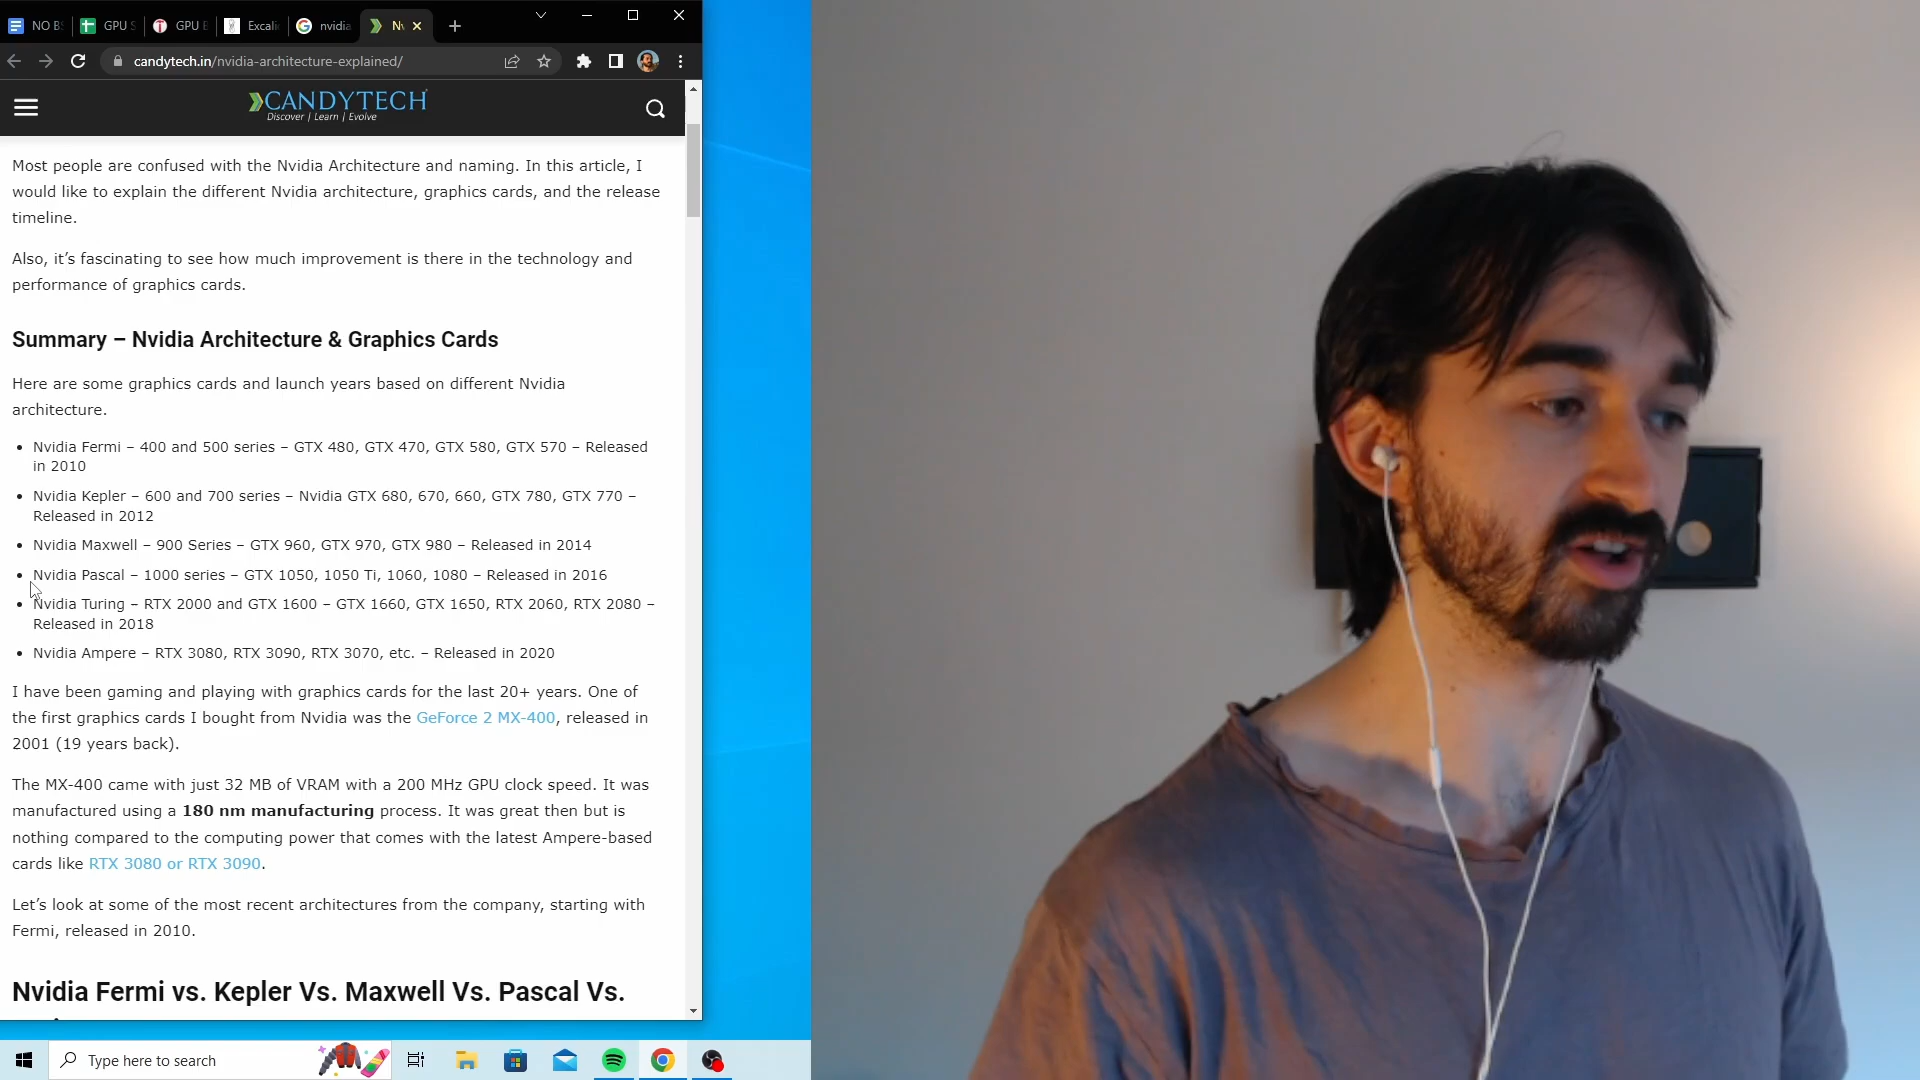 NO B
GPU S
GPU B
Excali
nvidia
Nv
candytech.in/nvidia-architecture-explained/
CANDYTECH
Discover | Learn | Evolve
Most people are confused with the Nvidia Architecture and naming. In this article, I
would like to explain the different Nvidia architecture, graphics cards, and the release
timeline.
Also, it’s fascinating to see how much improvement is there in the technology and
performance of graphics cards.
Summary – Nvidia Architecture & Graphics Cards
Here are some graphics cards and launch years based on different Nvidia
architecture.
• Nvidia Fermi – 400 and 500 series – GTX 480, GTX 470, GTX 580, GTX 570 – Released
in 2010
• Nvidia Kepler – 600 and 700 series – Nvidia GTX 680, 670, 660, GTX 780, GTX 770 –
Released in 2012
• Nvidia Maxwell – 900 Series – GTX 960, GTX 970, GTX 980 – Released in 2014
• Nvidia Pascal – 1000 series – GTX 1050, 1050 Ti, 1060, 1080 – Released in 2016
• Nvidia Turing – RTX 2000 and GTX 1600 – GTX 1660, GTX 1650, RTX 2060, RTX 2080 –
Released in 2018
• Nvidia Ampere – RTX 3080, RTX 3090, RTX 3070, etc. – Released in 2020
I have been gaming and playing with graphics cards for the last 20+ years. One of
the first graphics cards I bought from Nvidia was the GeForce 2 MX-400, released in
2001 (19 years back).
The MX-400 came with just 32 MB of VRAM with a 200 MHz GPU clock speed. It was
manufactured using a 180 nm manufacturing process. It was great then but is
nothing compared to the computing power that comes with the latest Ampere-based
cards like RTX 3080 or RTX 3090.
Let’s look at some of the most recent architectures from the company, starting with
Fermi, released in 2010.
Nvidia Fermi vs. Kepler Vs. Maxwell Vs. Pascal Vs.
Type here to search